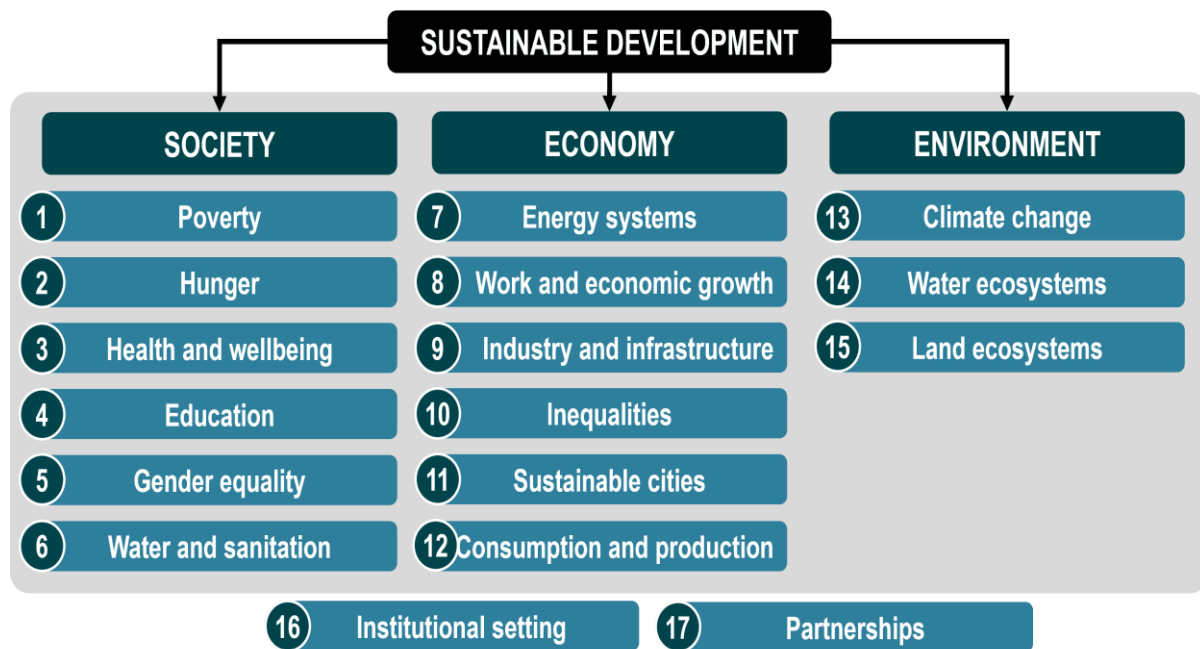 SUSTAINABLE DEVELOPMENT
SOCIETY
1 Poverty
2 Hunger
3 Health and wellbeing
4 Education
5 Gender equality
6 Water and sanitation
ECONOMY
7 Energy systems
8 Work and economic growth
9 Industry and infrastructure
10 Inequalities
11 Sustainable cities
12 Consumption and production
ENVIRONMENT
13 Climate change
14 Water ecosystems
15 Land ecosystems
16 Institutional setting
17 Partnerships